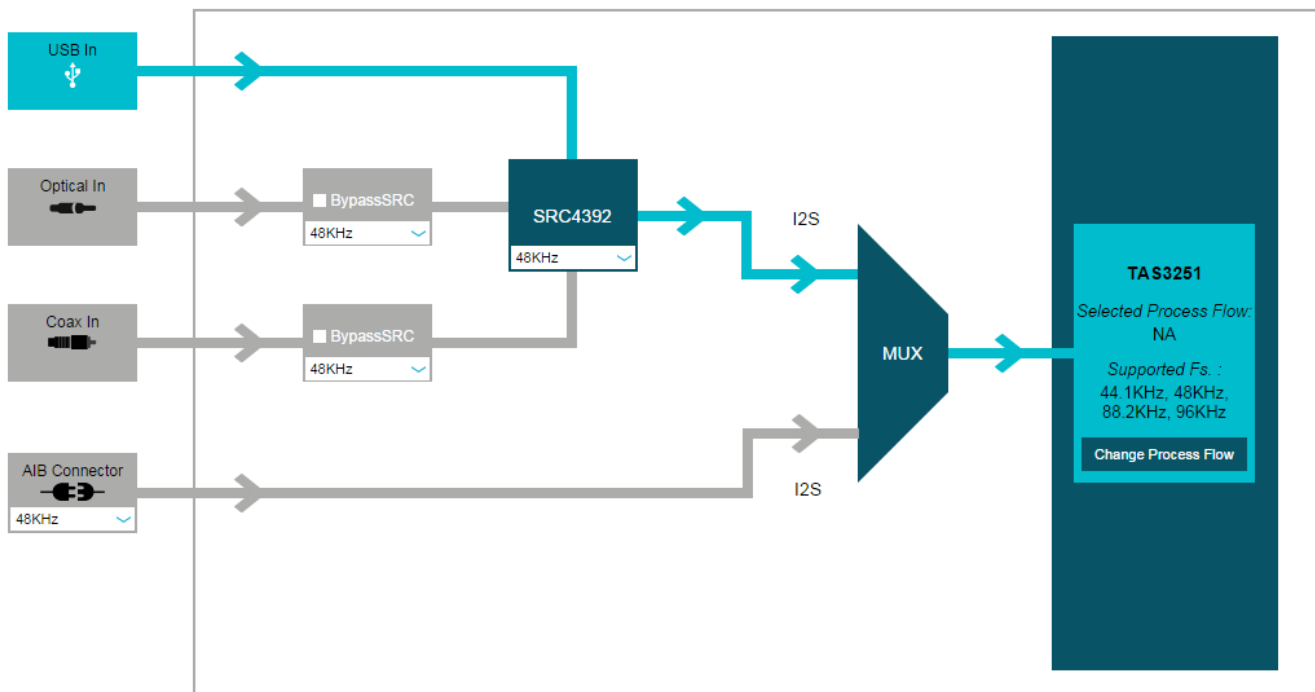 USB In
Optical In
BypassSRC
48KHz
SRC4392
48KHz
I2S
Coax In
BypassSRC
48KHz
MUX
TAS3251
Selected Process Flow:
NA
Supported Fs. :
44.1KHz, 48KHz,
88.2KHz, 96KHz
Change Process Flow
AIB Connector
48KHz
I2S